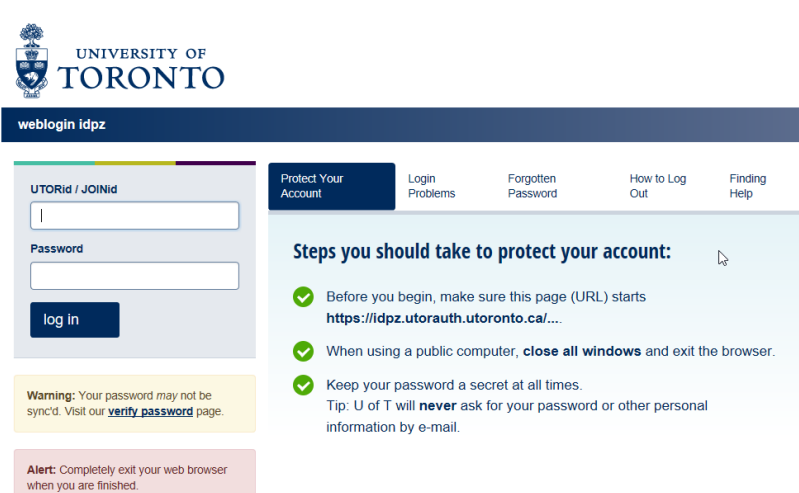 UNIVERSITY OF
TORONTO
weblogin idpz
UTORid / JOINid
Password
log in
Warning: Your password may not be
sync'd. Visit our verify password page.
Alert: Completely exit your web browser
when you are finished.
Protect Your
Account
Login
Problems
Forgotten
Password
How to Log
Out
Finding
Help
Steps you should take to protect your account:
Before you begin, make sure this page (URL) starts
https://idpz.utorauth.utoronto.ca/....
When using a public computer, close all windows and exit the browser.
Keep your password a secret at all times.
Tip: U of T will never ask for your password or other personal
information by e-mail.